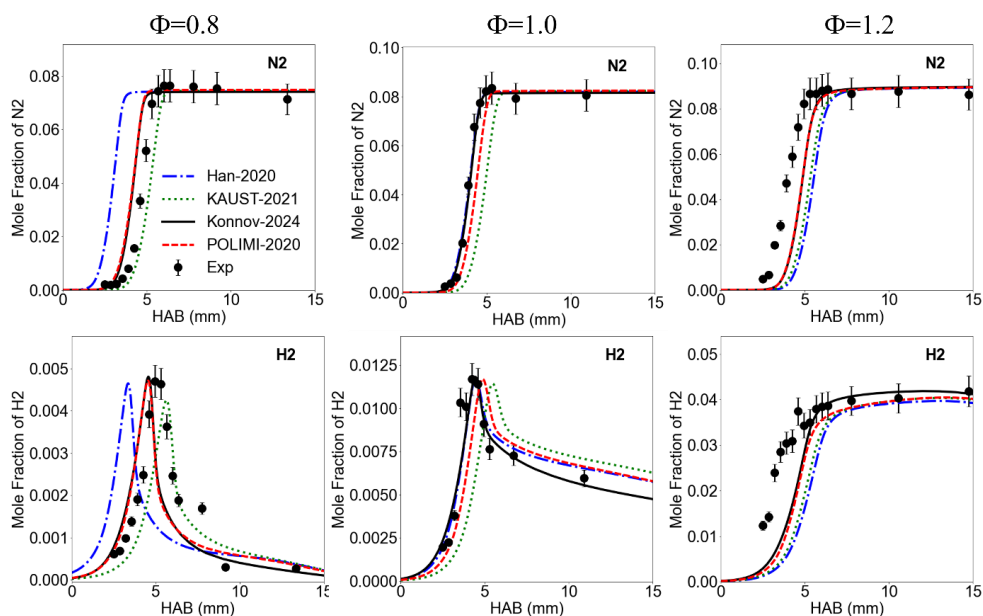 Φ=0.8
Φ=1.0
Φ=1.2
Mole Fraction of N2
0.08
0.06
0.04
0.02
0.00
N2
Han-2020
KAUST-2021
Konnov-2024
POLIMI-2020
Exp
0 5 10 15
HAB (mm)
Mole Fraction of N2
0.10
0.08
0.06
0.04
0.02
0.00
N2
0 5 10 15
HAB (mm)
Mole Fraction of N2
0.10
0.08
0.06
0.04
0.02
0.00
N2
0 5 10 15
HAB (mm)
Mole Fraction of H2
0.005
0.004
0.003
0.002
0.001
0.000
H2
0 5 10 15
HAB (mm)
Mole Fraction of H2
0.0125
0.0100
0.0075
0.0050
0.0025
0.0000
H2
0 5 10 15
HAB (mm)
Mole Fraction of H2
0.05
0.04
0.03
0.02
0.01
0.00
H2
0 5 10 15
HAB (mm)